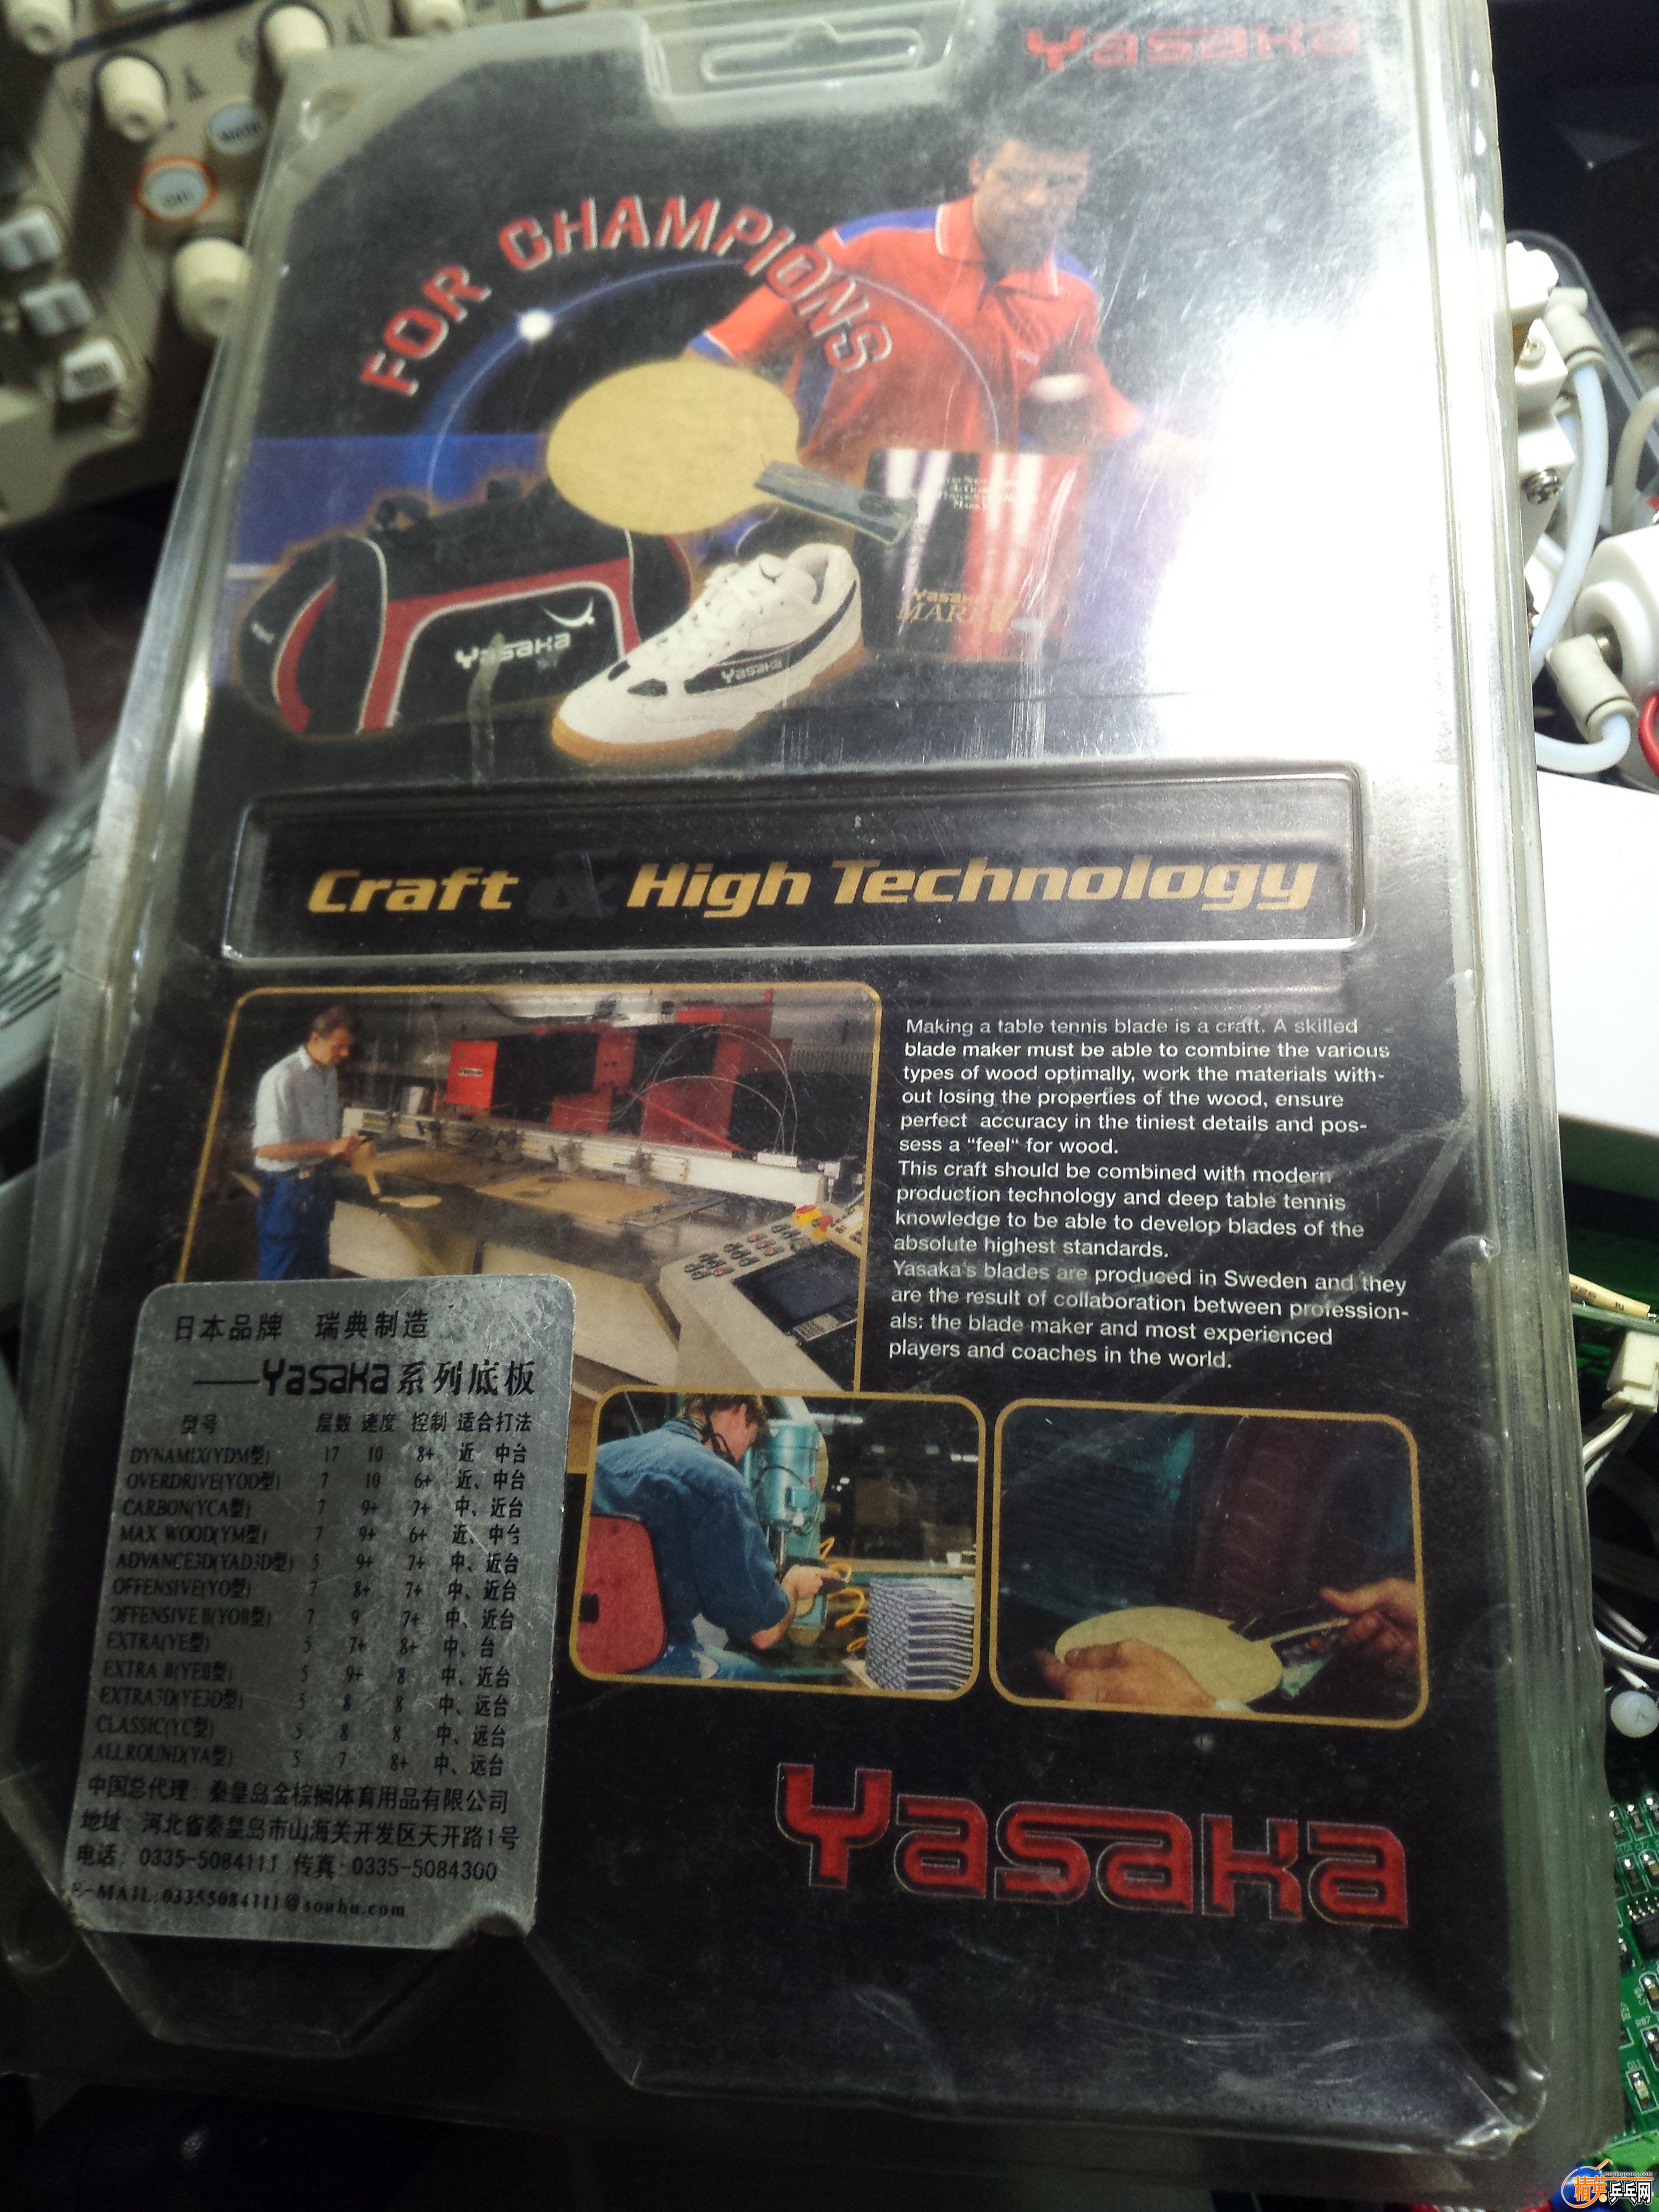 Yasaka
FOR CHAMPIONS
Yasaka
Yasaka
Yasaka
MARK V
Craft & High Technology
Making a table tennis blade is a craft. A skilled
blade maker must be able to combine the various
types of wood optimally, work the materials with-
out losing the properties of the wood, ensure
perfect accuracy in the tiniest details and pos-
sess a "feel" for wood.
This craft should be combined with modern
production technology and deep table tennis
knowledge to be able to develop blades of the
absolute highest standards.
Yasaka's blades are produced in Sweden and they
are the result of collaboration between profession-
als: the blade maker and most experienced
players and coaches in the world.
日本品牌 瑞典制造
——Yasaka系列底板
型号 层数 速度 控制 适合打法
DYNAMIX(YDM型) 17 10 8+ 近 中台
OVERDRIVE(YOD型) 7 10 6+ 近、中台
CARBON(YCA型) 7 9+ 7+ 中、近台
MAX WOOD(YM型) 7 9+ 6+ 近、中台
ADVANCE3D(YAD3D型) 5 9+ 7+ 中、近台
OFFENSIVE(YO型) 7 8+ 7+ 中、近台
OFFENSIVE II(YOII型) 7 9 7+ 中、近台
EXTRA(YE型) 5 7+ 8+ 中、台
EXTRA II(YEII型) 5 9+ 8 中、近台
EXTRA3D(YE3D型) 5 8 8 中、远台
CLASSIC(YC型) 5 8 8 中、远台
ALLROUND(YA型) 5 7 8+ 中、远台
中国总代理：秦皇岛金棕榈体育用品有限公司
地址：河北省秦皇岛市山海关开发区天开路1号
电话：0335-5084111 传真：0335-5084300
E-MAIL:03355084111@souhu.com
Yasaka
精英乒乓网